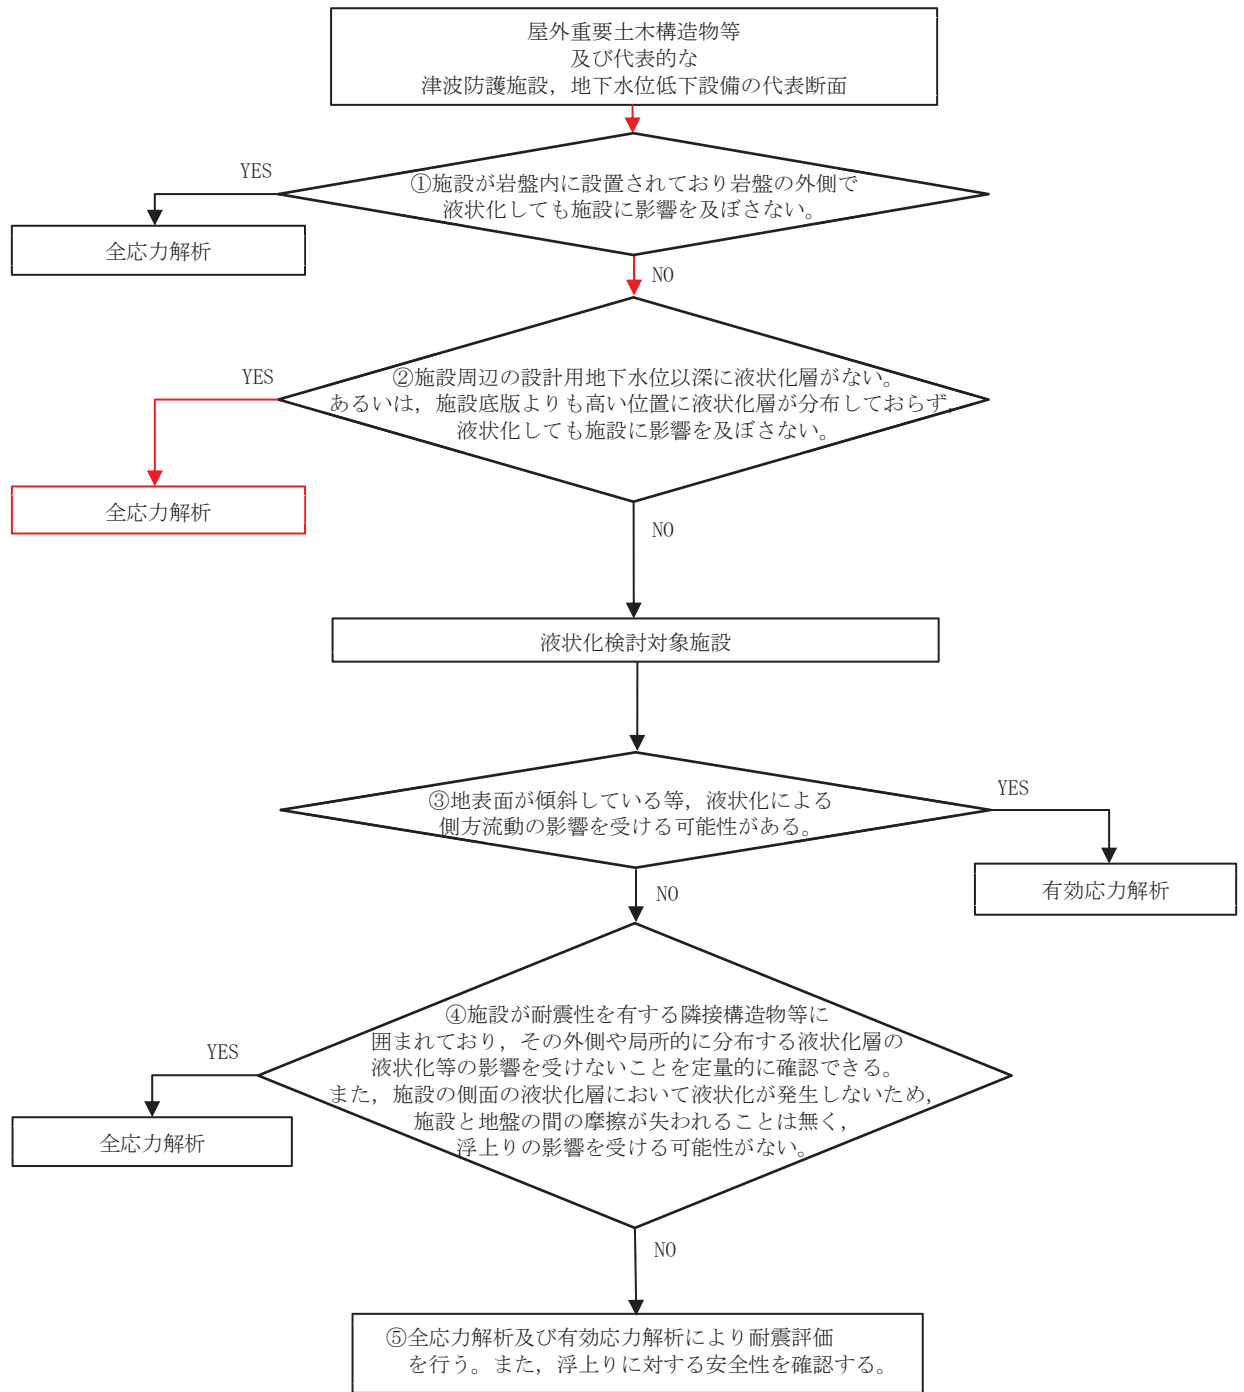 屋外重要土木構造物等
及び代表的な
津波防護施設，地下水位低下設備の代表断面
YES
①施設が岩盤内に設置されており岩盤の外側で
液状化しても施設に影響を及ぼさない。
全応力解析
NO
YES
②施設周辺の設計用地下水位以深に液状化層がない。
あるいは，施設底版よりも高い位置に液状化層が分布しておらず，
液状化しても施設に影響を及ぼさない。
全応力解析
NO
液状化検討対象施設
③地表面が傾斜している等，液状化による
側方流動の影響を受ける可能性がある。
YES
有効応力解析
NO
④施設が耐震性を有する隣接構造物等に
囲まれており，その外側や局所的に分布する液状化層の
液状化等の影響を受けないことを定量的に確認できる。
また，施設の側面の液状化層において液状化が発生しないため，
施設と地盤の間の摩擦が失われることは無く，
浮上りの影響を受ける可能性がない。
YES
全応力解析
NO
⑤全応力解析及び有効応力解析により耐震評価
を行う。また，浮上りに対する安全性を確認する。